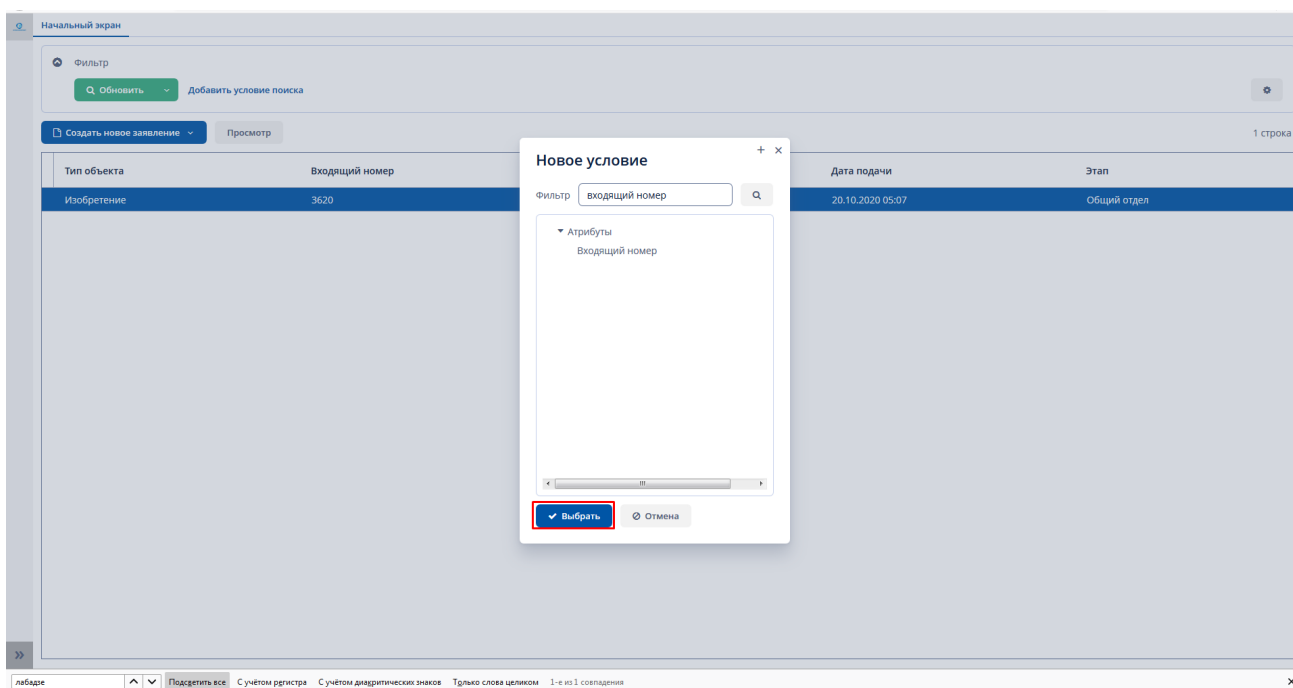 Начальный экран
Фильтр
Обновить
Добавить условие поиска
Создать новое заявление
Просмотр
1 строка
Тип объекта
Входящий номер
Дата подачи
Этап
Изобретение
3620
20.10.2020 05:07
Общий отдел
Новое условие
Фильтр
входящий номер
Атрибуты
Входящий номер
Выбрать
Отмена
лабадзе
Подсветить все
С учётом регистра
С учётом диакритических знаков
Только слова целиком
1-е из 1 совпадения